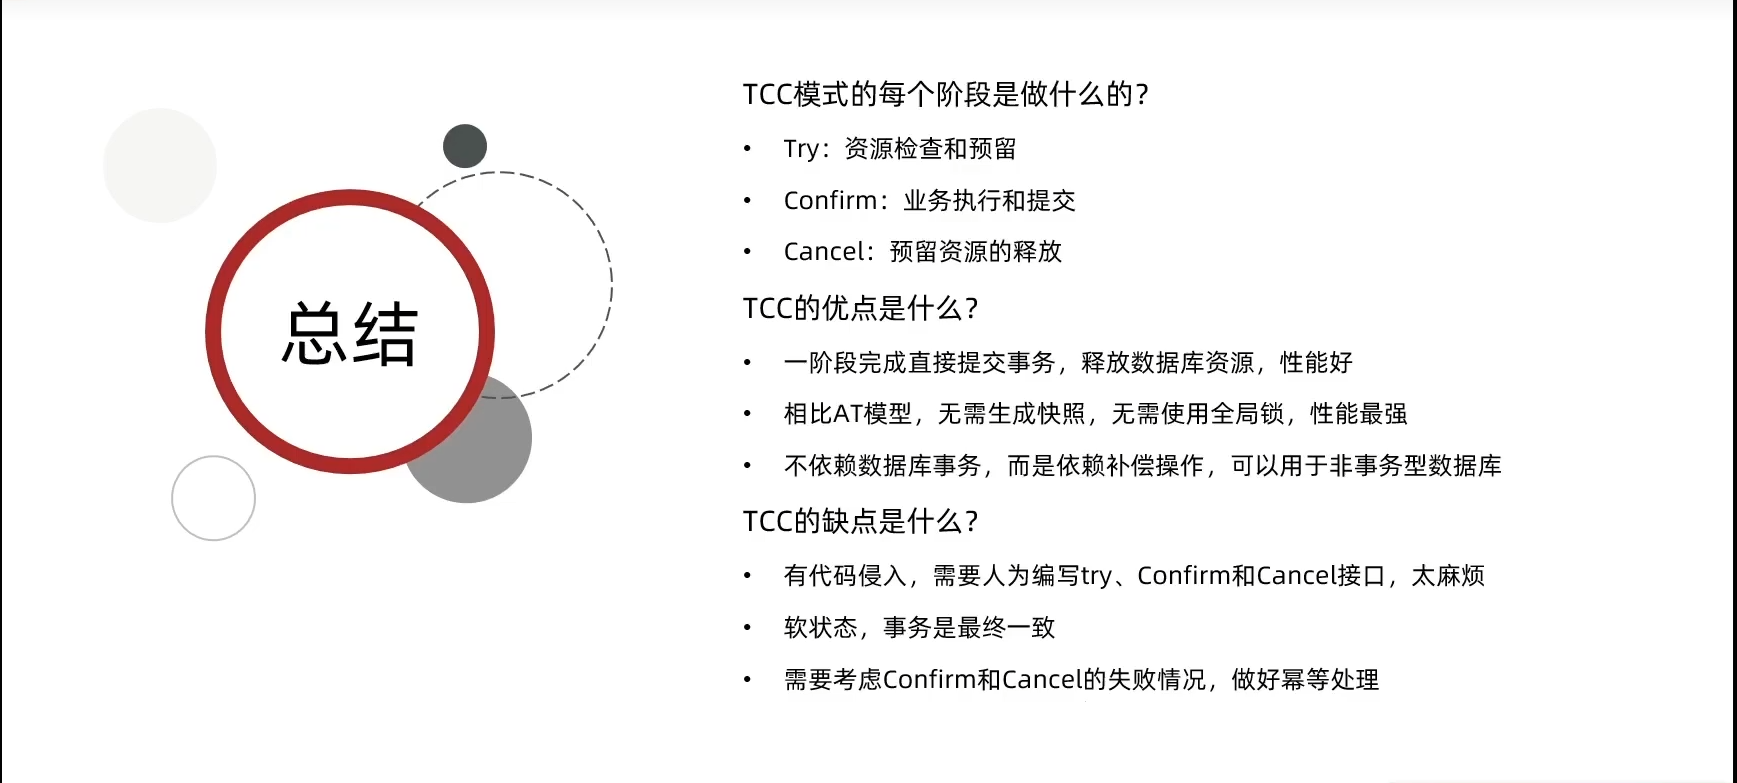 总结
TCC模式的每个阶段是做什么的？
• Try：资源检查和预留
• Confirm：业务执行和提交
• Cancel：预留资源的释放
TCC的优点是什么？
• 一阶段完成直接提交事务，释放数据库资源，性能好
• 相比AT模型，无需生成快照，无需使用全局锁，性能最强
• 不依赖数据库事务，而是依赖补偿操作，可以用于非事务型数据库
TCC的缺点是什么？
• 有代码侵入，需要人为编写try、Confirm和Cancel接口，太麻烦
• 软状态，事务是最终一致
• 需要考虑Confirm和Cancel的失败情况，做好幂等处理